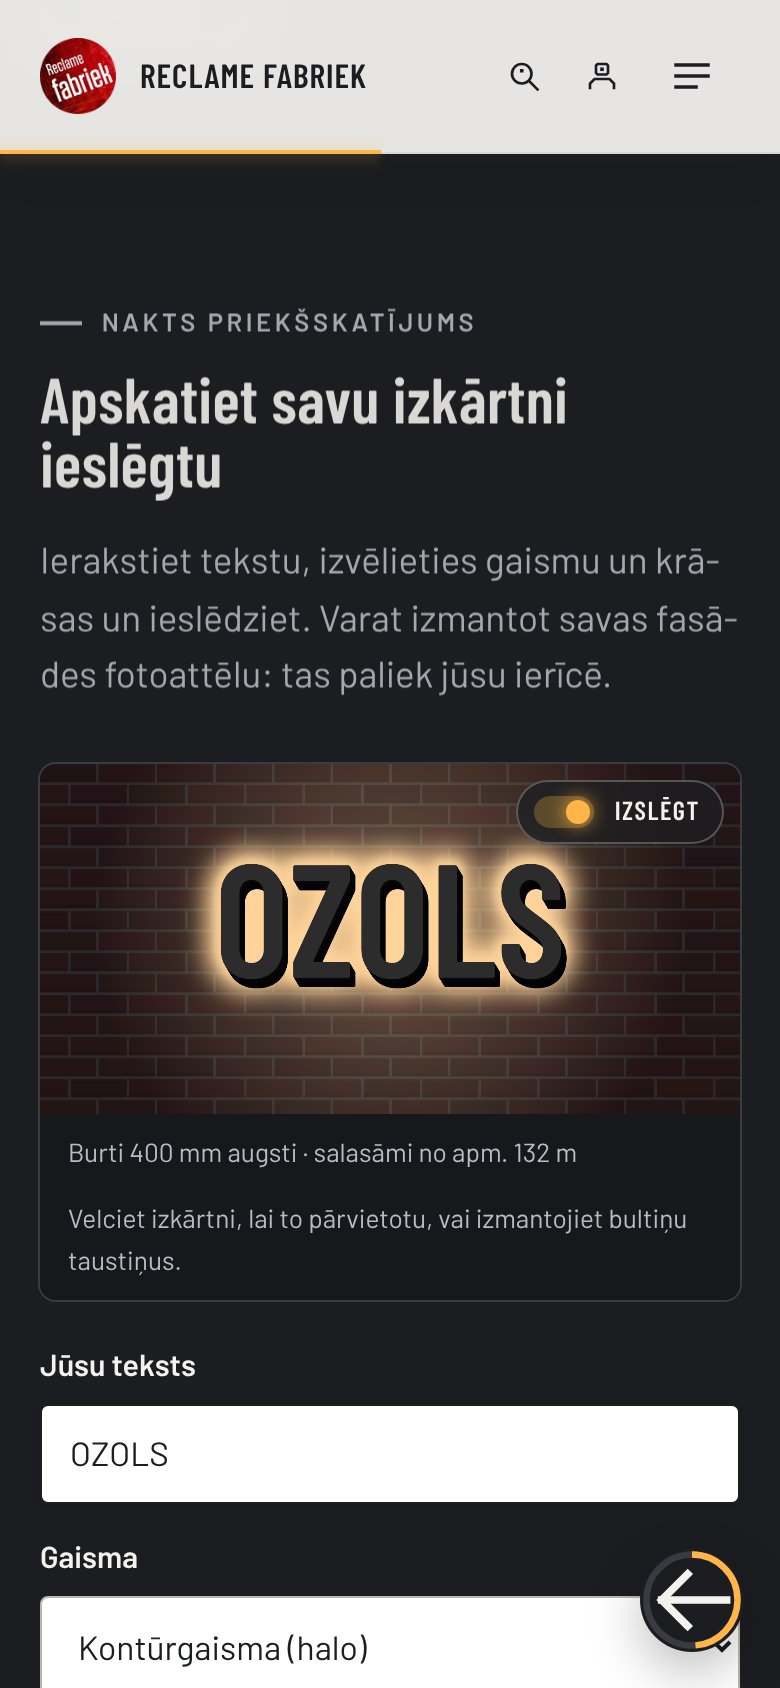 Reclame
fabriek
RECLAME FABRIEK
NAKTS PRIEKŠSKATĪJUMS
Apskatiet savu izkārtni
ieslēgtu
Ierakstiet tekstu, izvēlieties gaismu un krā-
sas un ieslēdziet. Varat izmantot savas fasā-
des fotoattēlu: tas paliek jūsu ierīcē.
IZSLĒGT
OZOLS
Burti 400 mm augsti · salasāmi no apm. 132 m
Velciet izkārtni, lai to pārvietotu, vai izmantojiet bultiņu
taustiņus.
Jūsu teksts
OZOLS
Gaisma
Kontūrgaisma (halo)